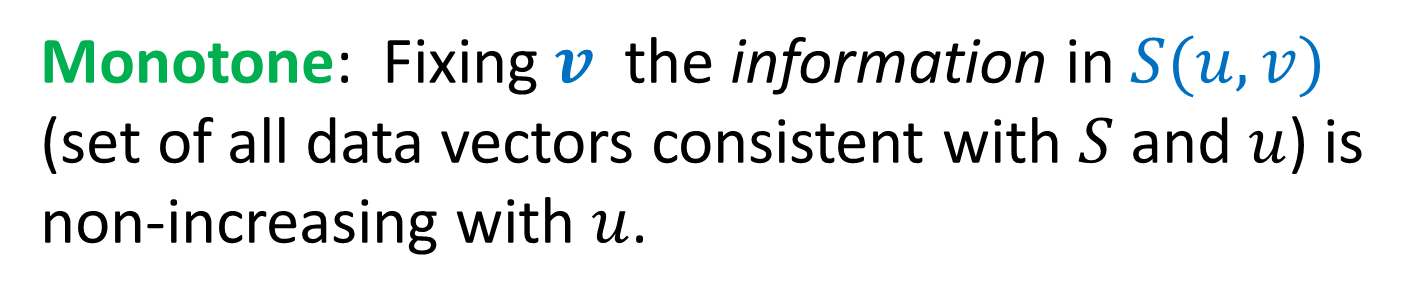 Monotone: Fixing v the information in S(u, v)
(set of all data vectors consistent with S and u) is
non-increasing with u.